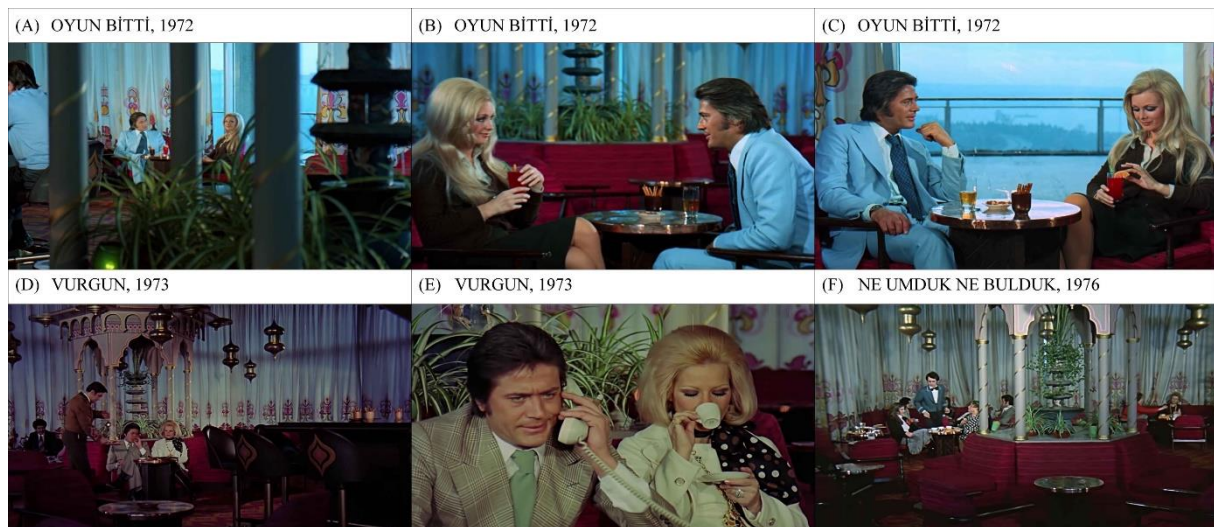 (A) OYUN BİTTİ, 1972
(B) OYUN BİTTİ, 1972
(C) OYUN BİTTİ, 1972
(D) VURGUN, 1973
(E) VURGUN, 1973
(F) NE UMDUK NE BULDUK, 1976